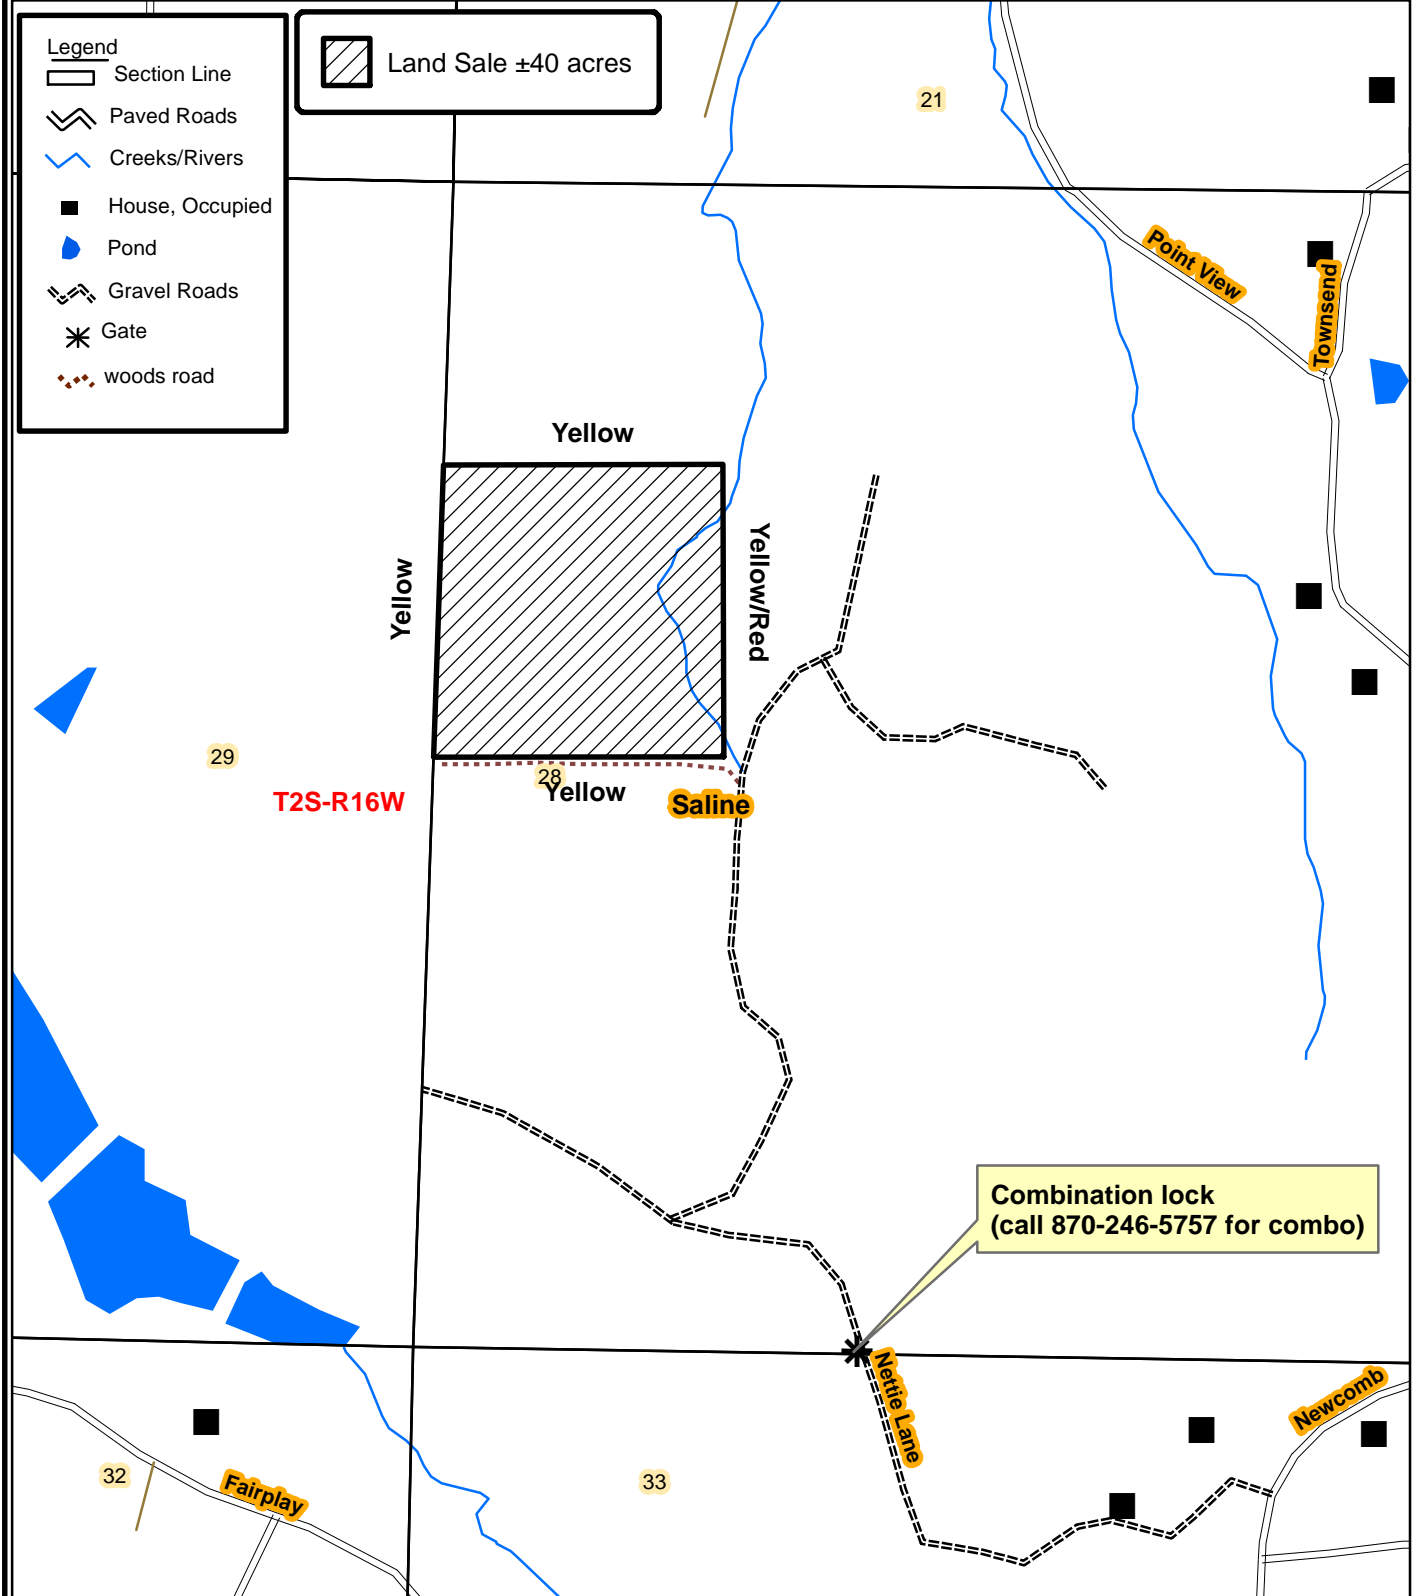 Legend
Section Line
Paved Roads
Creeks/Rivers
House, Occupied
Pond
Gravel Roads
Gate
woods road
Land Sale ±40 acres
21
Point View
Townsend
Yellow
Yellow
Yellow/Red
29
28
Yellow
T2S-R16W
Saline
Combination lock
(call 870-246-5757 for combo)
Nettie Lane
Newcomb
32
Fairplay
33